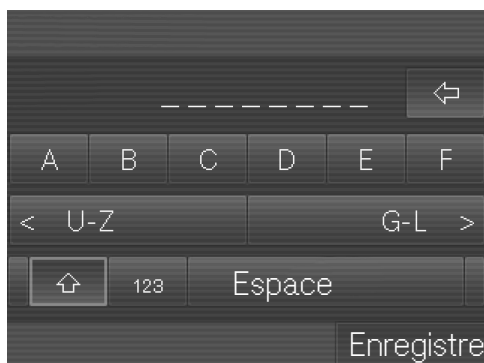 _ _ _ _ _ _ _ _ _
A B C D E F
< U-Z G-L >
123 Espace
Enregistre